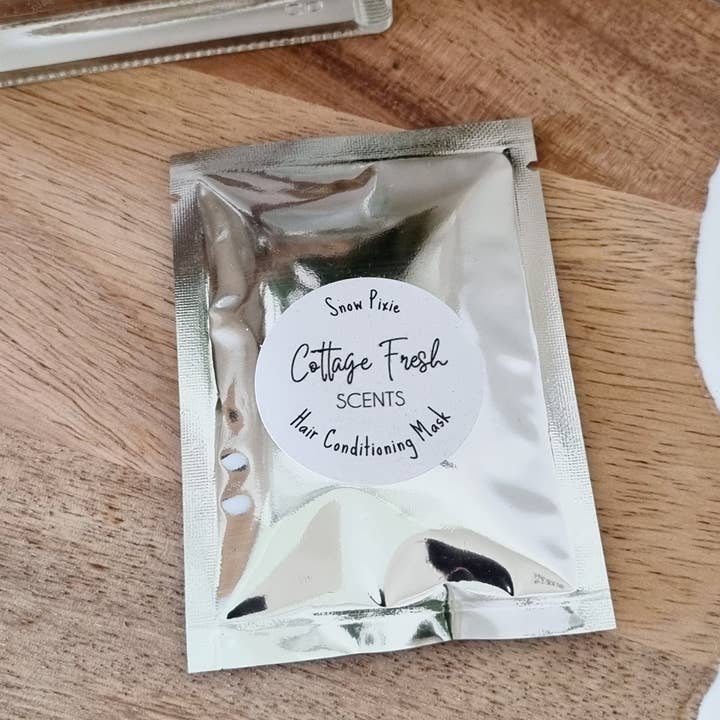 Snow Pixie
Cottage Fresh
SCENTS
Hair Conditioning Mask